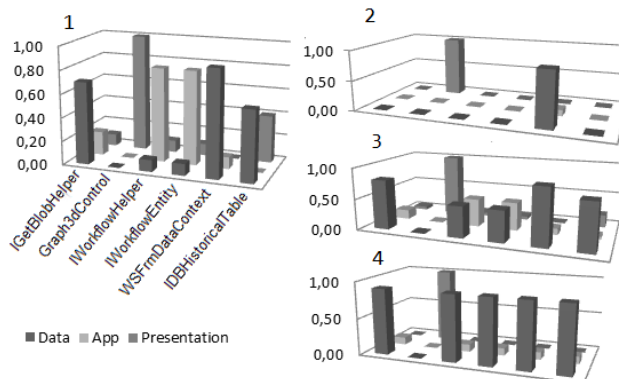 1
1,00
0,80
0,60
0,40
0,20
0,00
IGetBlobHelper
Graph3dControl
IWorkflowHelper
IWorkflowEntity
WSFrmDataContext
IDBHistoricalTable
Data App Presentation
2
1,00
0,50
0,00
3
1,00
0,50
0,00
4
1,00
0,50
0,00